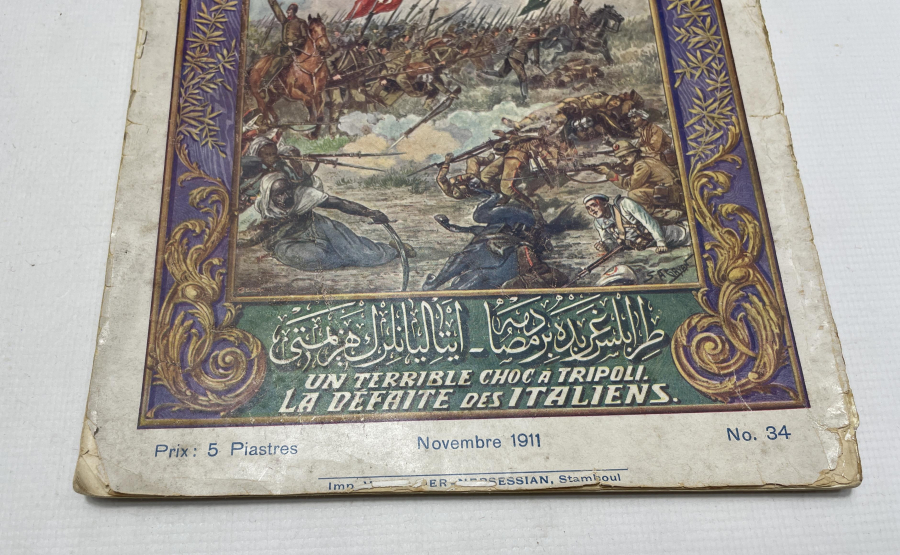 طرابلس غربده بر مصادمه - ایتالیانلرك هزیمتی
UN TERRIBLE CHOC À TRIPOLI.
LA DÉFAITE DES ITALIENS.
Prix: 5 Piastres Novembre 1911 No. 34
Stamboul